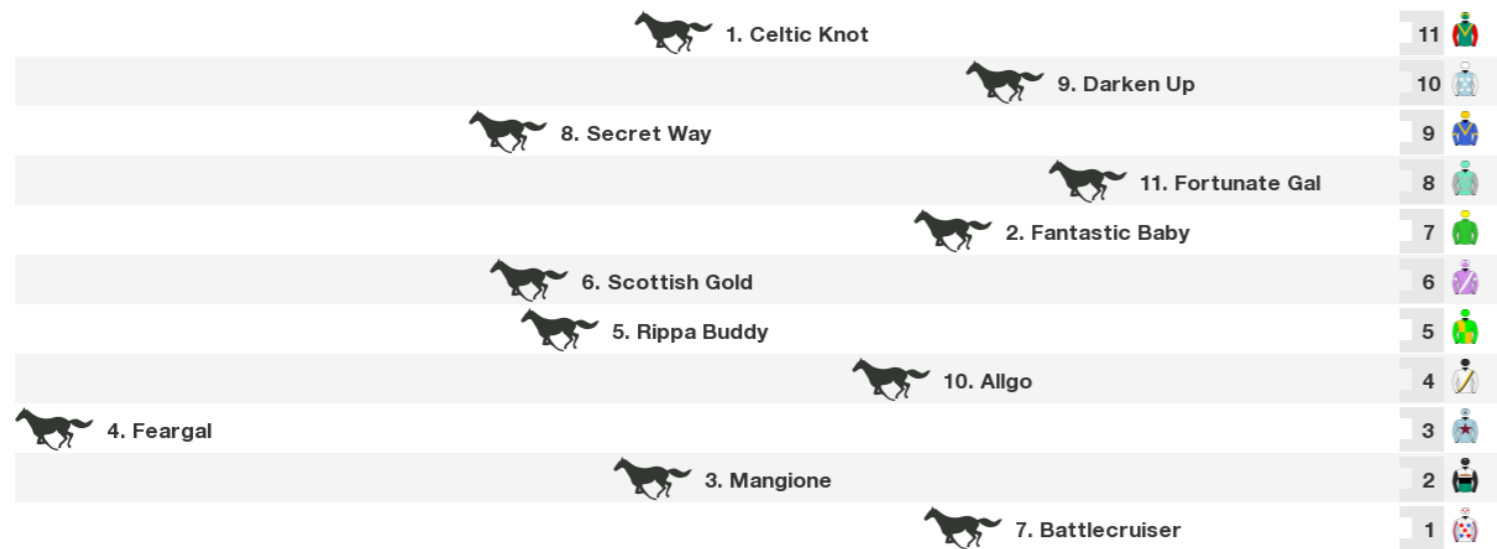 1. Celtic Knot 11
9. Darken Up 10
8. Secret Way 9
11. Fortunate Gal 8
2. Fantastic Baby 7
6. Scottish Gold 6
5. Rippa Buddy 5
10. Allgo 4
4. Feargal 3
3. Mangione 2
7. Battlecruiser 1